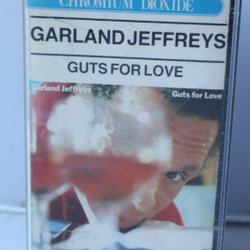 CHROMIUM DIOXIDE
GARLAND JEFFREYS
GUTS FOR LOVE
Garland Jeffreys Guts for Love